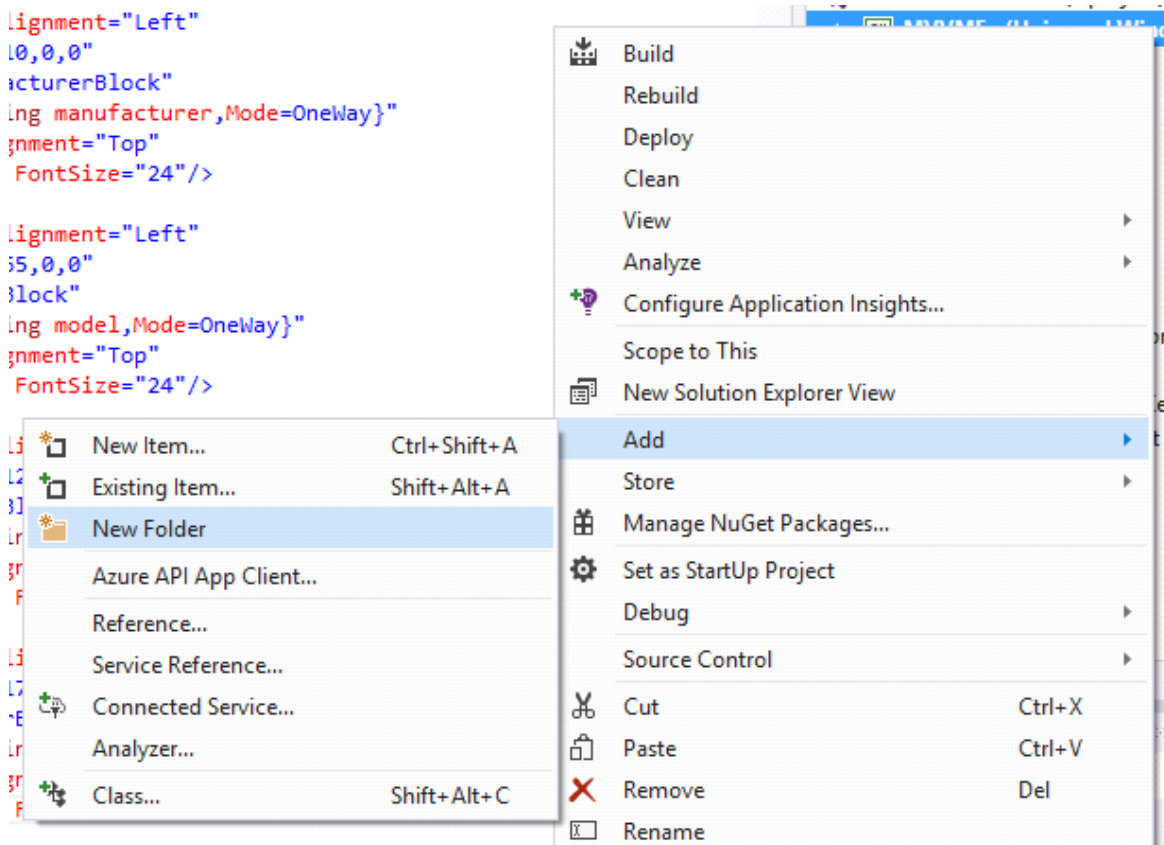 lignment="Left"
10,0,0"
acturerBlock"
ing manufacturer,Mode=OneWay}"
gnment="Top"
FontSize="24"/>
lignment="Left"
55,0,0"
Block"
ing model,Mode=OneWay}"
gnment="Top"
FontSize="24"/>
New Item... Ctrl+Shift+A
Existing Item... Shift+Alt+A
New Folder
Azure API App Client...
Reference...
Service Reference...
Connected Service...
Analyzer...
Class... Shift+Alt+C
Build
Rebuild
Deploy
Clean
View
Analyze
Configure Application Insights...
Scope to This
New Solution Explorer View
Add
Store
Manage NuGet Packages...
Set as StartUp Project
Debug
Source Control
Cut Ctrl+X
Paste Ctrl+V
Remove Del
Rename